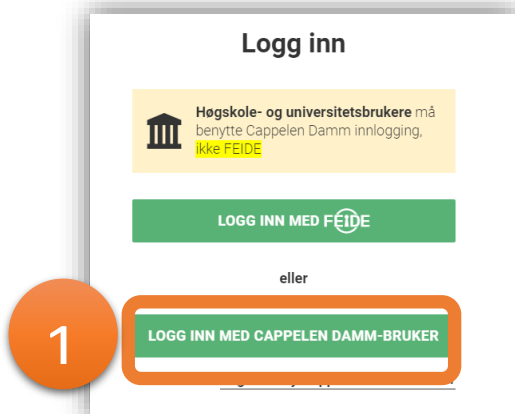 Logg inn
Høgskole- og universitetsbrukere må
benytte Cappelen Damm innlogging,
ikke FEIDE
LOGG INN MED FEIDE
eller
1
LOGG INN MED CAPPELEN DAMM-BRUKER